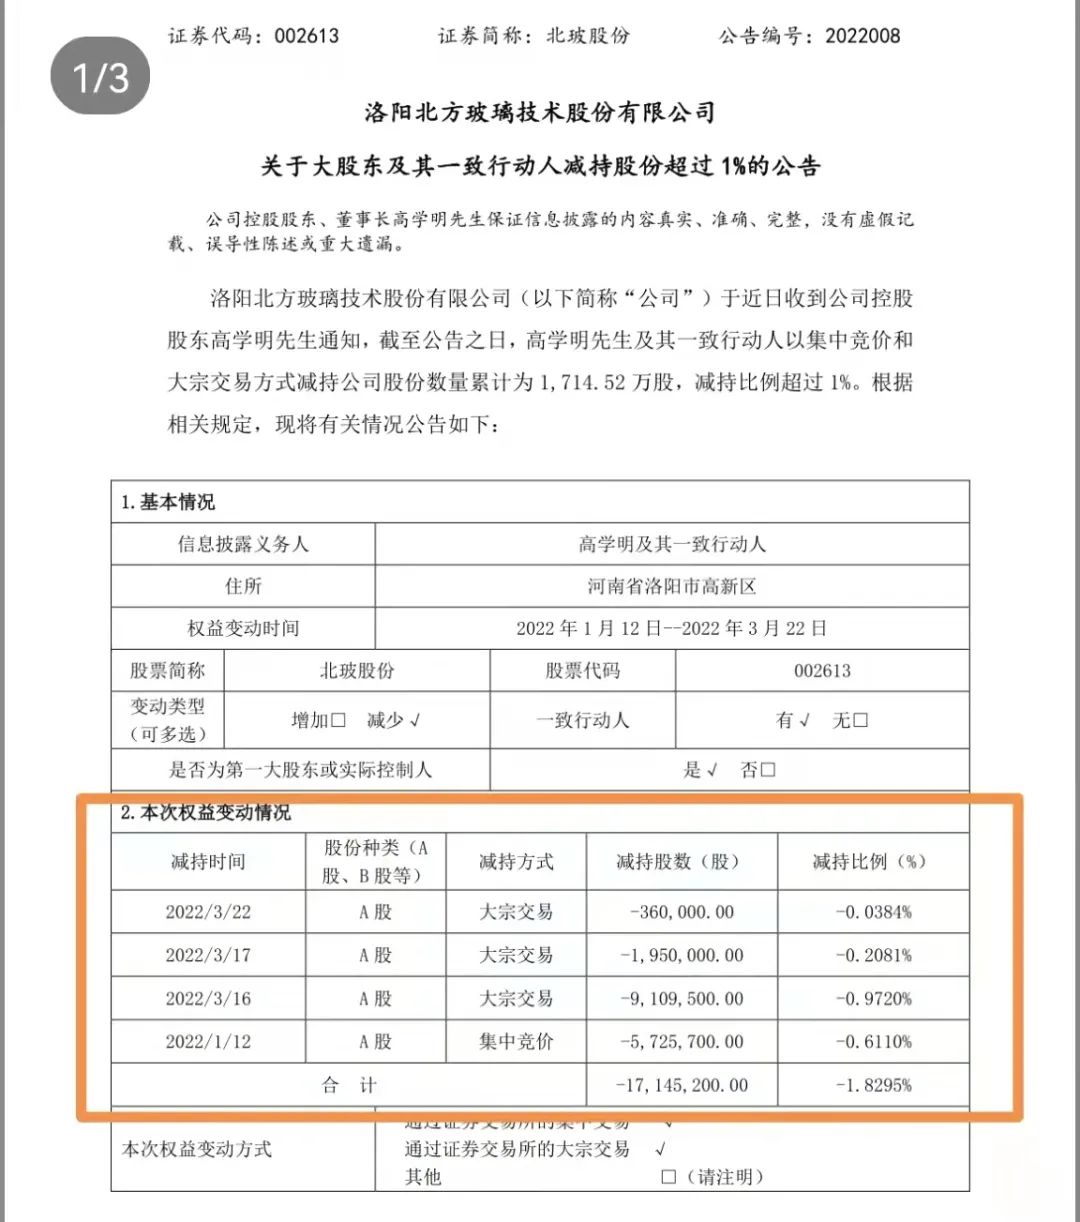 证券代码：002613 证券简称：北玻股份 公告编号：2022008
1/3
洛阳北方玻璃技术股份有限公司
关于大股东及其一致行动人减持股份超过 1%的公告
公司控股股东、董事长高学明先生保证信息披露的内容真实、准确、完整，没有虚假记
载、误导性陈述或重大遗漏。
洛阳北方玻璃技术股份有限公司（以下简称“公司”）于近日收到公司控股
股东高学明先生通知，截至公告之日，高学明先生及其一致行动人以集中竞价和
大宗交易方式减持公司股份数量累计为 1,714.52 万股，减持比例超过 1%。根据
相关规定，现将有关情况公告如下：
1.基本情况
信息披露义务人 高学明及其一致行动人
住所 河南省洛阳市高新区
权益变动时间 2022 年 1 月 12 日--2022 年 3 月 22 日
股票简称 北玻股份 股票代码 002613
变动类型
（可多选） 增加□ 减少√ 一致行动人 有√ 无□
是否为第一大股东或实际控制人 是√ 否□
2.本次权益变动情况
减持时间 股份种类（A
股、B 股等） 减持方式 减持股数（股） 减持比例（%）
2022/3/22 A 股 大宗交易 -360,000.00 -0.0384%
2022/3/17 A 股 大宗交易 -1,950,000.00 -0.2081%
2022/3/16 A 股 大宗交易 -9,109,500.00 -0.9720%
2022/1/12 A 股 集中竞价 -5,725,700.00 -0.6110%
合 计 -17,145,200.00 -1.8295%
通过证券交易所的集中交易 √
本次权益变动方式 通过证券交易所的大宗交易 √
其他 □（请注明）